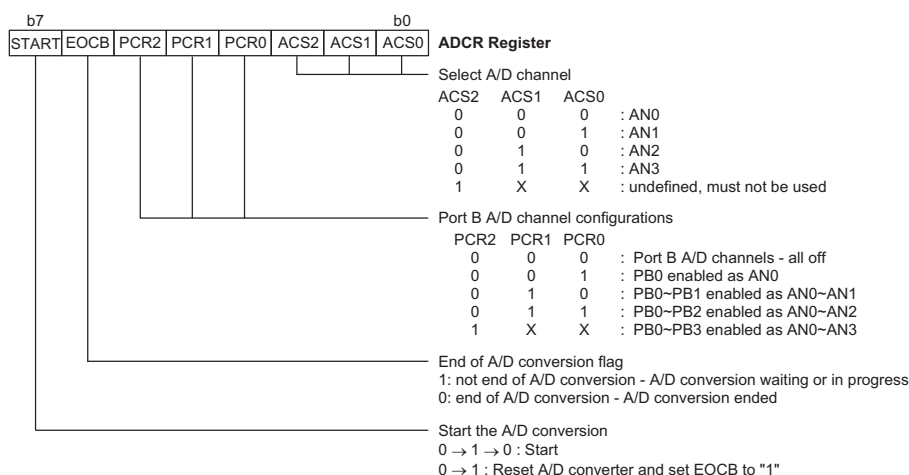 b7 b0
START EOCB PCR2 PCR1 PCR0 ACS2 ACS1 ACS0 ADCR Register
Select A/D channel
ACS2 ACS1 ACS0
0 0 0 : AN0
0 0 1 : AN1
0 1 0 : AN2
0 1 1 : AN3
1 X X : undefined, must not be used
Port B A/D channel configurations
PCR2 PCR1 PCR0
0 0 0 : Port B A/D channels - all off
0 0 1 : PB0 enabled as AN0
0 1 0 : PB0~PB1 enabled as AN0~AN1
0 1 1 : PB0~PB2 enabled as AN0~AN2
1 X X : PB0~PB3 enabled as AN0~AN3
End of A/D conversion flag
1: not end of A/D conversion - A/D conversion waiting or in progress
0: end of A/D conversion - A/D conversion ended
Start the A/D conversion
0 → 1 → 0 : Start
0 → 1 : Reset A/D converter and set EOCB to "1"